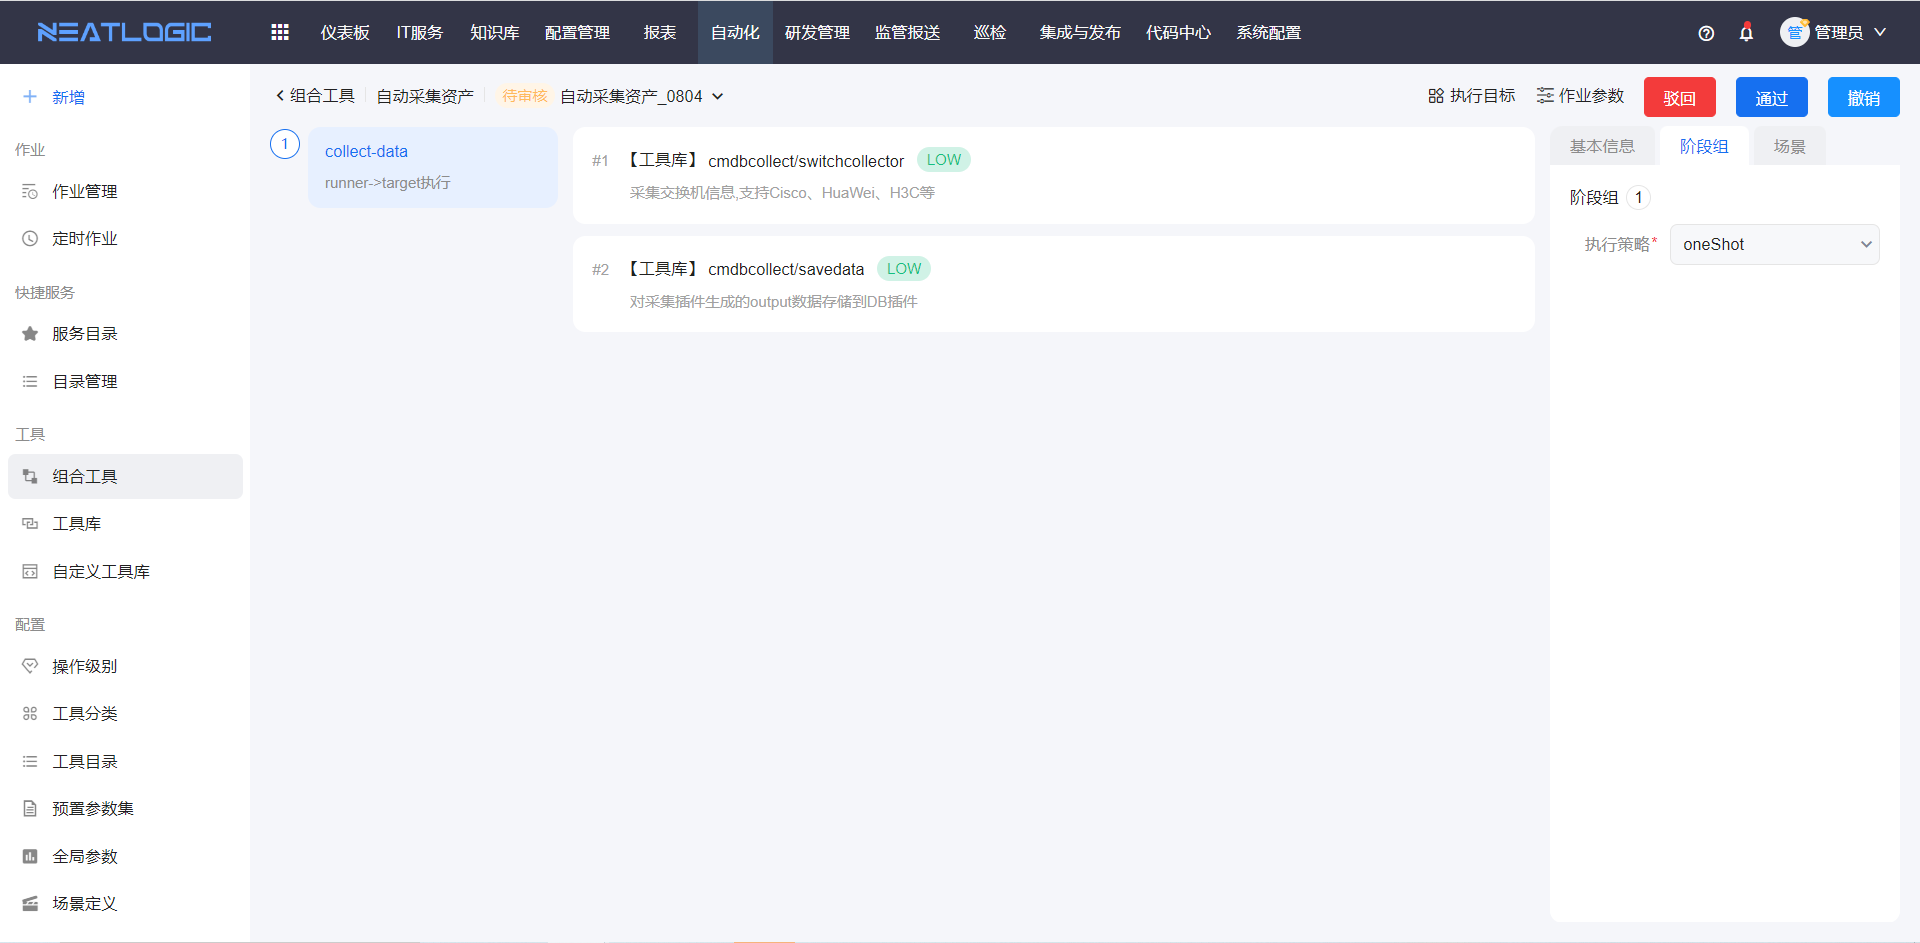 NEATLOGIC
仪表板 IT服务 知识库 配置管理 报表 自动化 研发管理 监管报送 巡检 集成与发布 代码中心 系统配置
管 管理员
新增
作业
作业管理
定时作业
快捷服务
服务目录
目录管理
工具
组合工具
工具库
自定义工具库
配置
操作级别
工具分类
工具目录
预置参数集
全局参数
场景定义
组合工具 自动采集资产 待审核 自动采集资产_0804
执行目标 作业参数 驳回 通过 撤销
1
collect-data
runner->target执行
#1 【工具库】 cmdbcollect/switchcollector LOW
采集交换机信息,支持Cisco、HuaWei、H3C等
#2 【工具库】 cmdbcollect/savedata LOW
对采集插件生成的output数据存储到DB插件
基本信息 阶段组 场景
阶段组 1
执行策略* oneShot